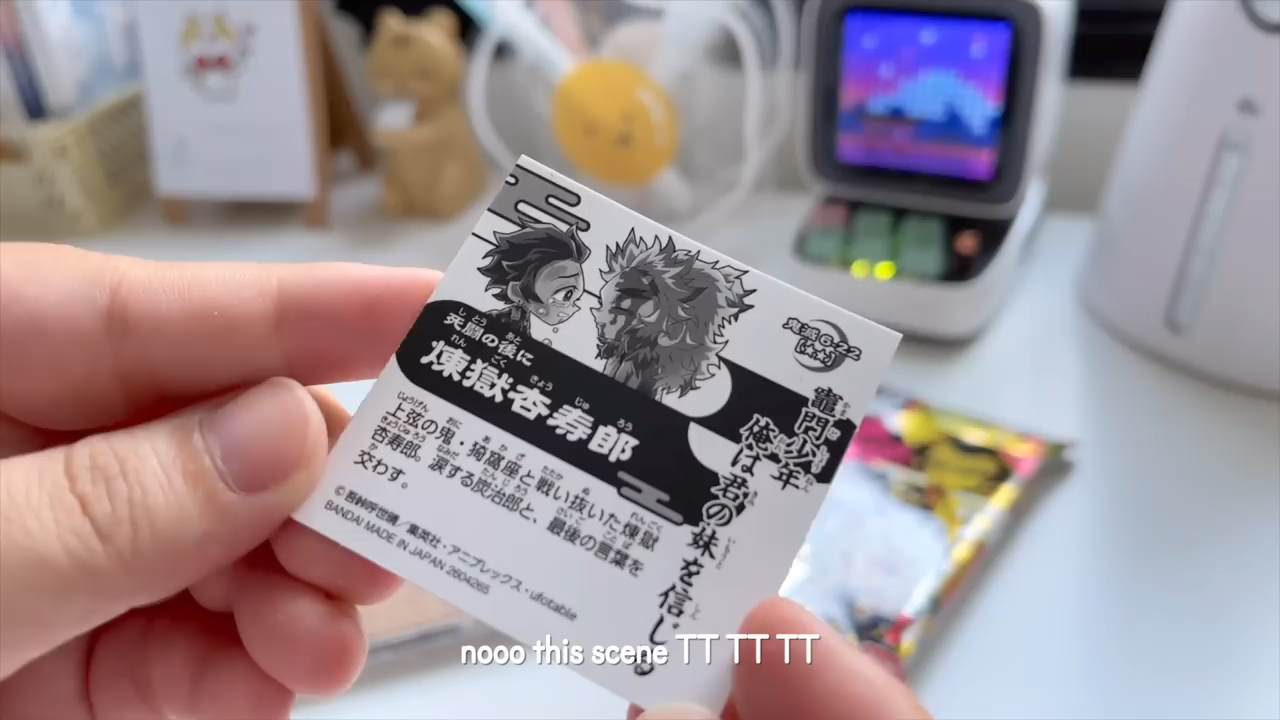 鬼滅 6-22
[★★]
竈門少年
俺は君の妹を信じる
死闘の後に
煉獄杏寿郎
上弦の鬼・猗窩座と戦い抜いた煉獄
杏寿郎。涙する炭治郎と、最後の言葉を
交わす。
©吾峠呼世晴/集英社・アニプレックス・ufotable
BANDAI MADE IN JAPAN 2604265
nooo this scene TT TT TT